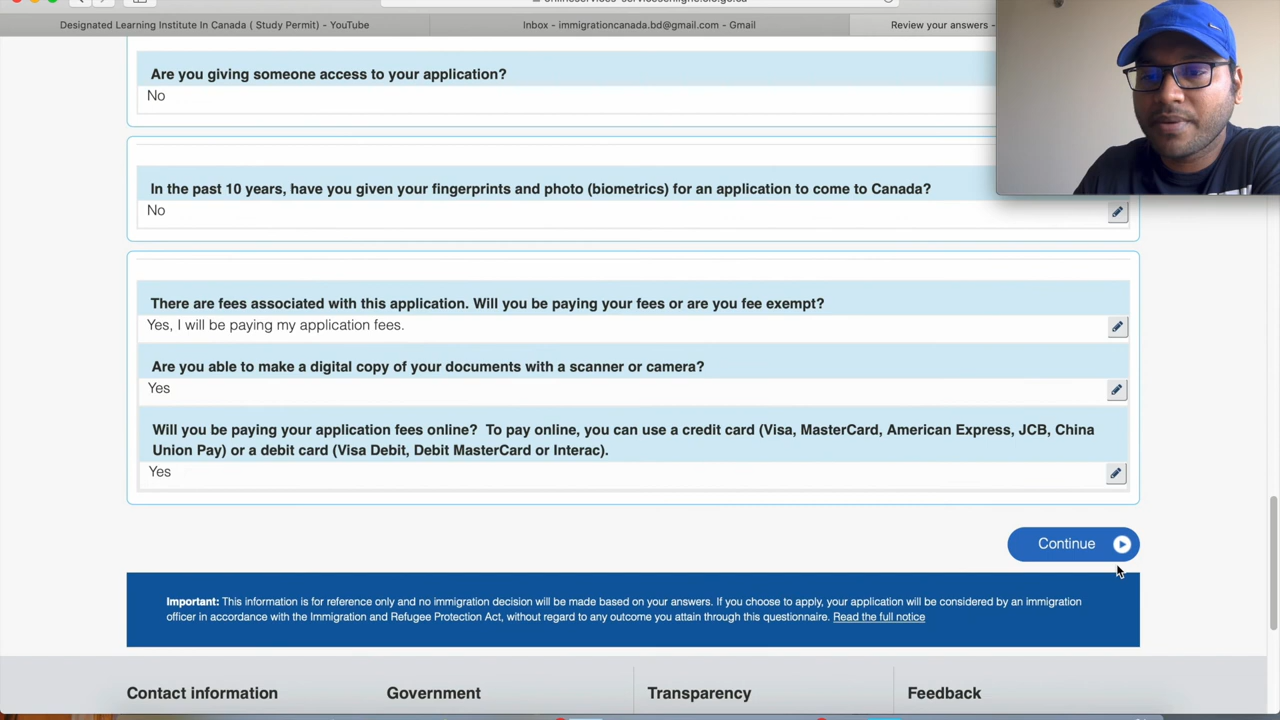 Designated Learning Institute In Canada ( Study Permit) - YouTube
Inbox - immigrationcanada.bd@gmail.com - Gmail
Review your answers -
Are you giving someone access to your application?
No
In the past 10 years, have you given your fingerprints and photo (biometrics) for an application to come to Canada?
No
There are fees associated with this application. Will you be paying your fees or are you fee exempt?
Yes, I will be paying my application fees.
Are you able to make a digital copy of your documents with a scanner or camera?
Yes
Will you be paying your application fees online?  To pay online, you can use a credit card (Visa, MasterCard, American Express, JCB, China
Union Pay) or a debit card (Visa Debit, Debit MasterCard or Interac).
Yes
Continue
Important: This information is for reference only and no immigration decision will be made based on your answers. If you choose to apply, your application will be considered by an immigration
officer in accordance with the Immigration and Refugee Protection Act, without regard to any outcome you attain through this questionnaire. Read the full notice
Contact information
Government
Transparency
Feedback